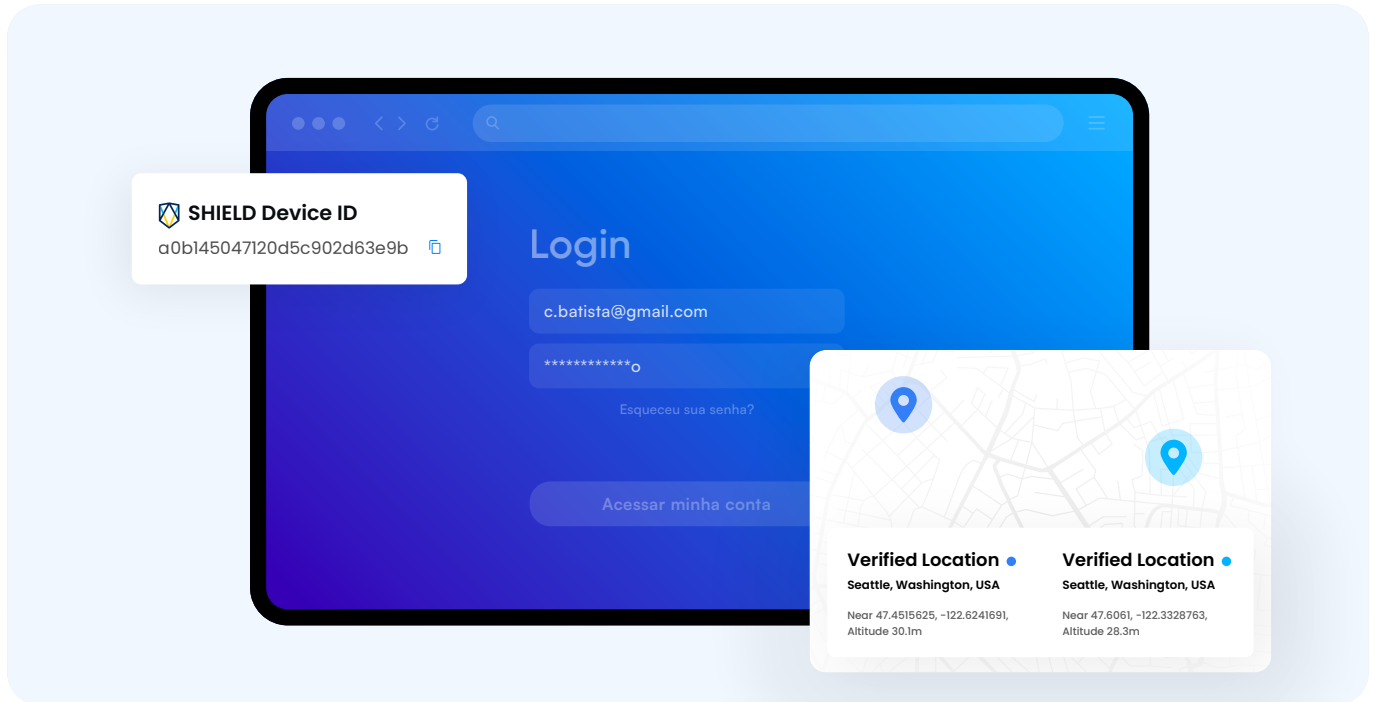 SHIELD Device ID
a0b145047120d5c902d63e9b
Login
c.batista@gmail.com
************o
Esqueceu sua senha?
Acessar minha conta
Verified Location
Seattle, Washington, USA
Near 47.4515625, -122.6241691,
Altitude 30.1m
Verified Location
Seattle, Washington, USA
Near 47.6061, -122.3328763,
Altitude 28.3m